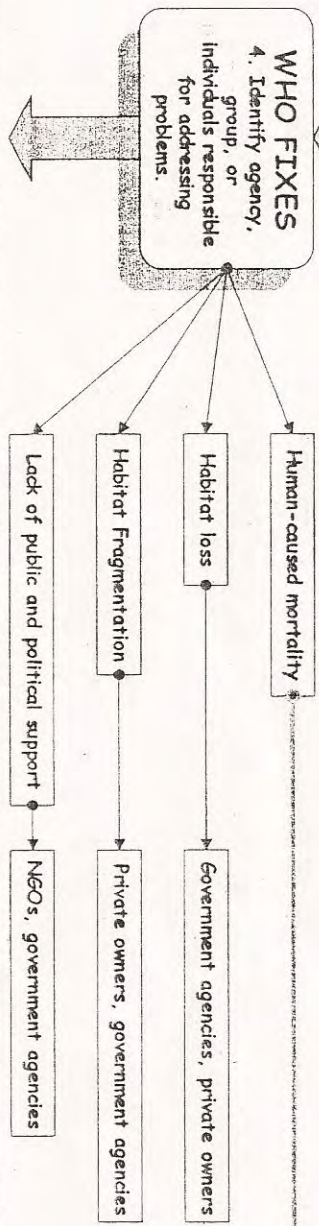 WHO FIXES
4. Identify agency,
group, or
individuals responsible
for addressing
problems.
Human-caused mortality
Habitat loss
Government agencies, private owners
Habitat Fragmentation
Private owners, government agencies
Lack of public and political support
NGOs, government agencies